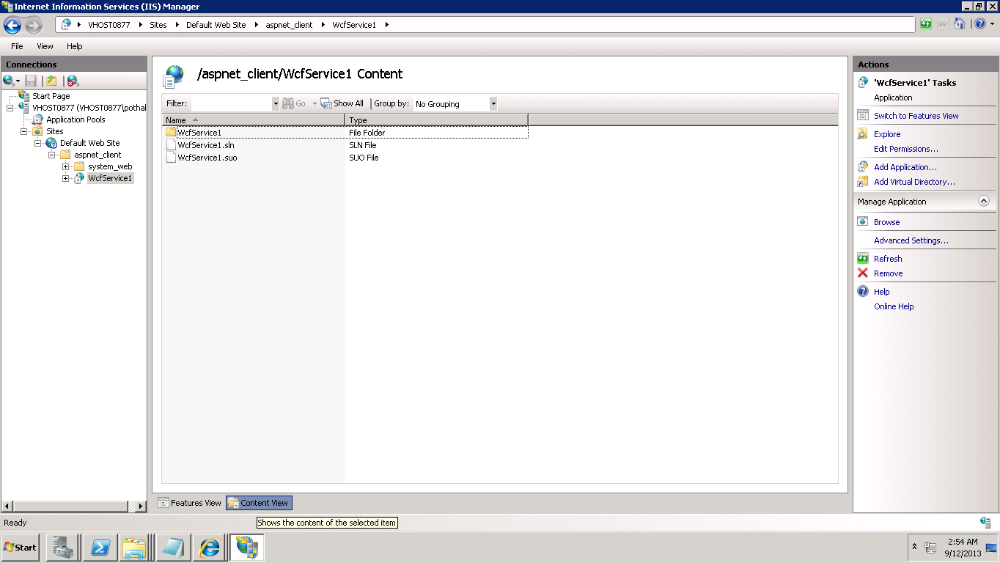 Internet Information Services (IIS) Manager
VHOST0877 Sites Default Web Site aspnet_client WcfService1
File View Help
Connections
Start Page
VHOST0877 (VHOST0877\pothal
Application Pools
Sites
Default Web Site
aspnet_client
system_web
WcfService1
/aspnet_client/WcfService1 Content
Filter: Go Show All Group by: No Grouping
Name Type
WcfService1 File Folder
WcfService1.sln SLN File
WcfService1.suo SUO File
Features View Content View
Actions
'WcfService1' Tasks
Application
Switch to Features View
Explore
Edit Permissions...
Add Application...
Add Virtual Directory...
Manage Application
Browse
Advanced Settings...
Refresh
Remove
Help
Online Help
Ready
Shows the content of the selected item
Start
2:54 AM
9/12/2013